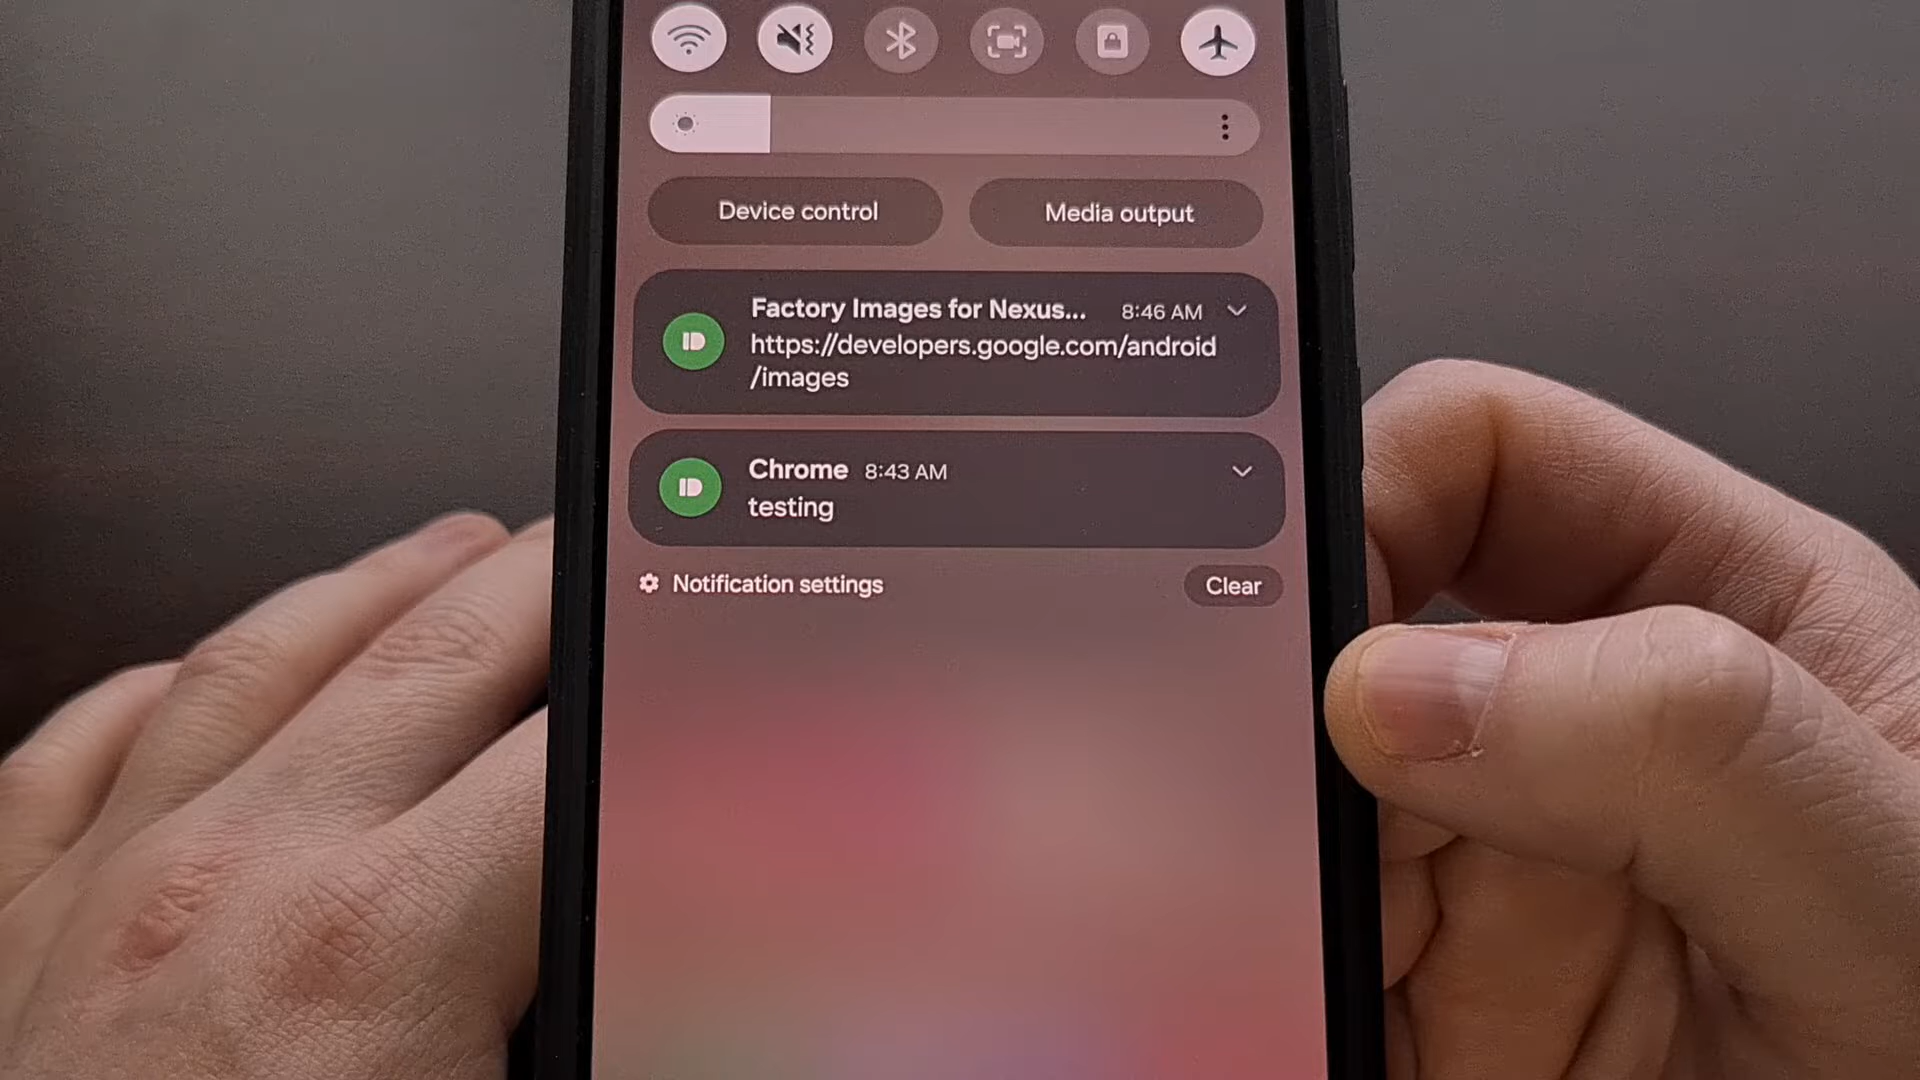 Device control
Media output
Factory Images for Nexus... 8:46 AM
https://developers.google.com/android
/images
Chrome 8:43 AM
testing
Notification settings
Clear